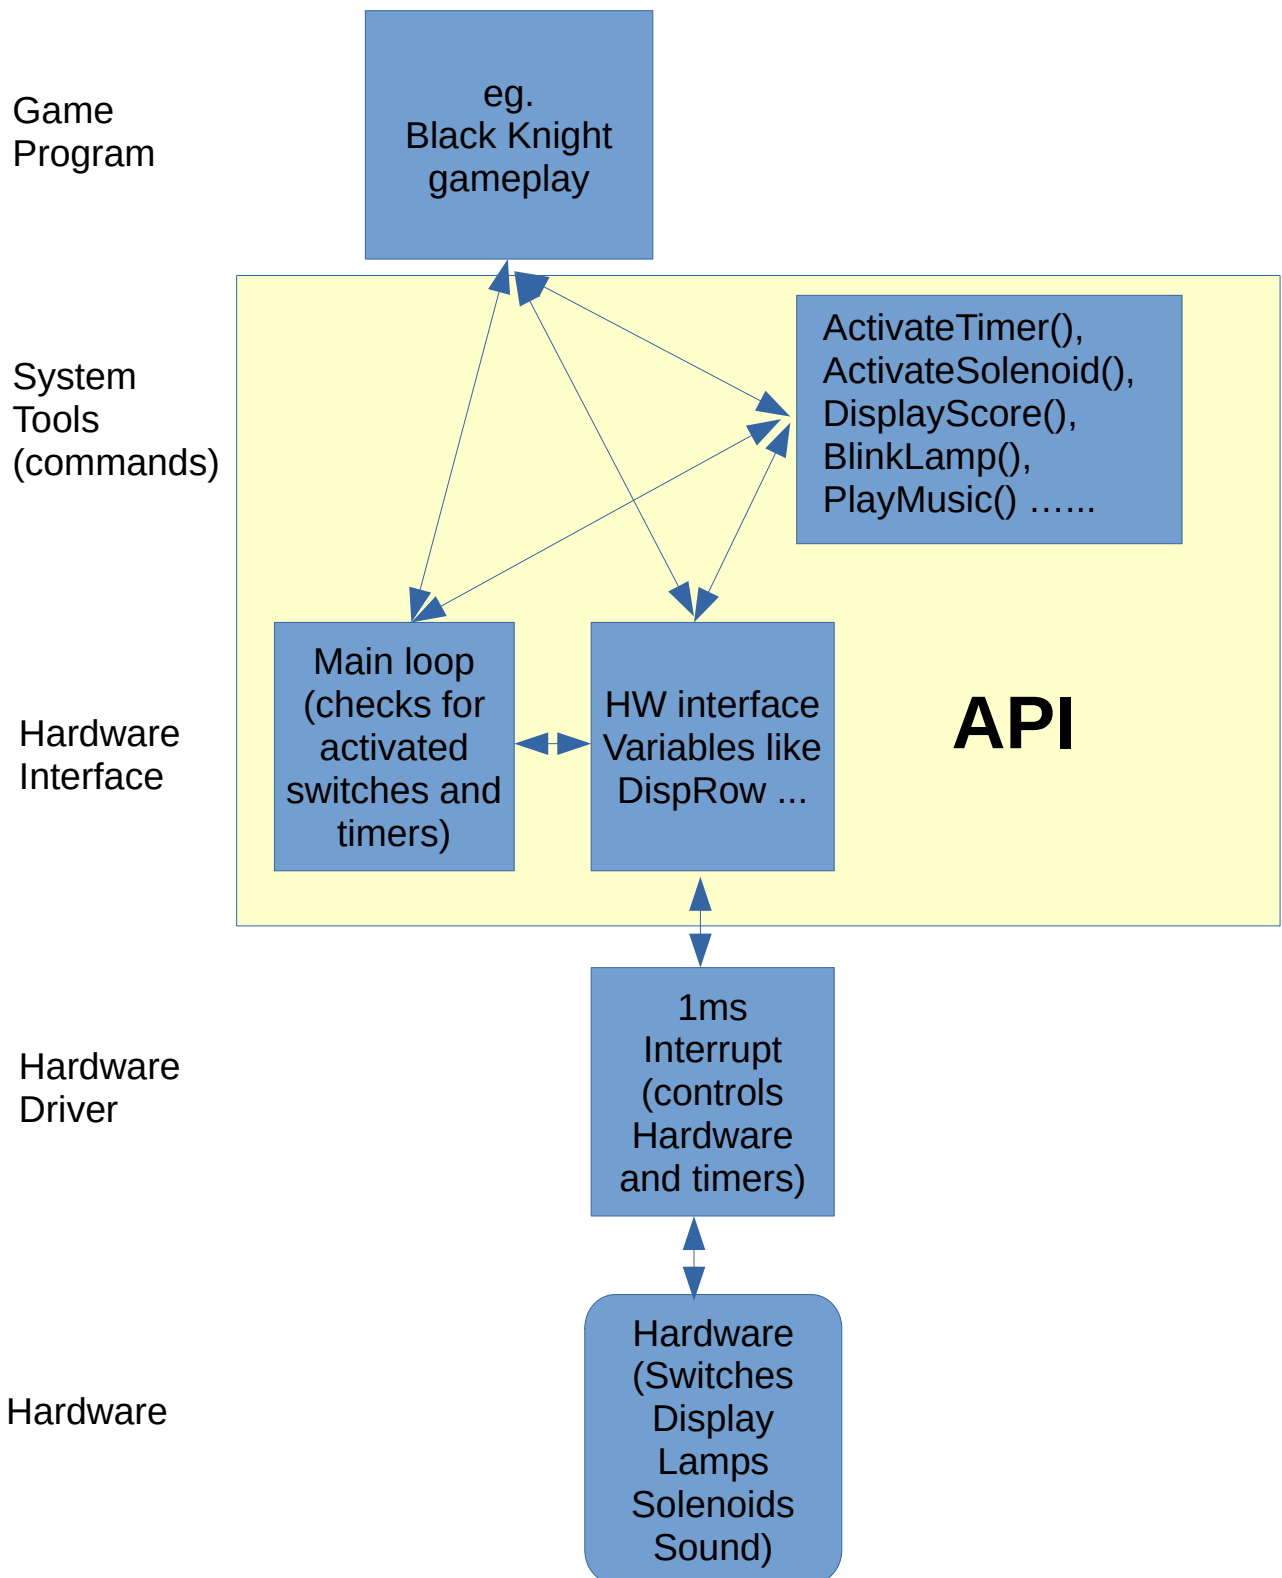 Game
Program
eg.
Black Knight
gameplay
System
Tools
(commands)
ActivateTimer(),
ActivateSolenoid(),
DisplayScore(),
BlinkLamp(),
PlayMusic() …...
Hardware
Interface
Main loop
(checks for
activated
switches and
timers)
HW interface
Variables like
DispRow ...
API
Hardware
Driver
1ms
Interrupt
(controls
Hardware
and timers)
Hardware
Hardware
(Switches
Display
Lamps
Solenoids
Sound)